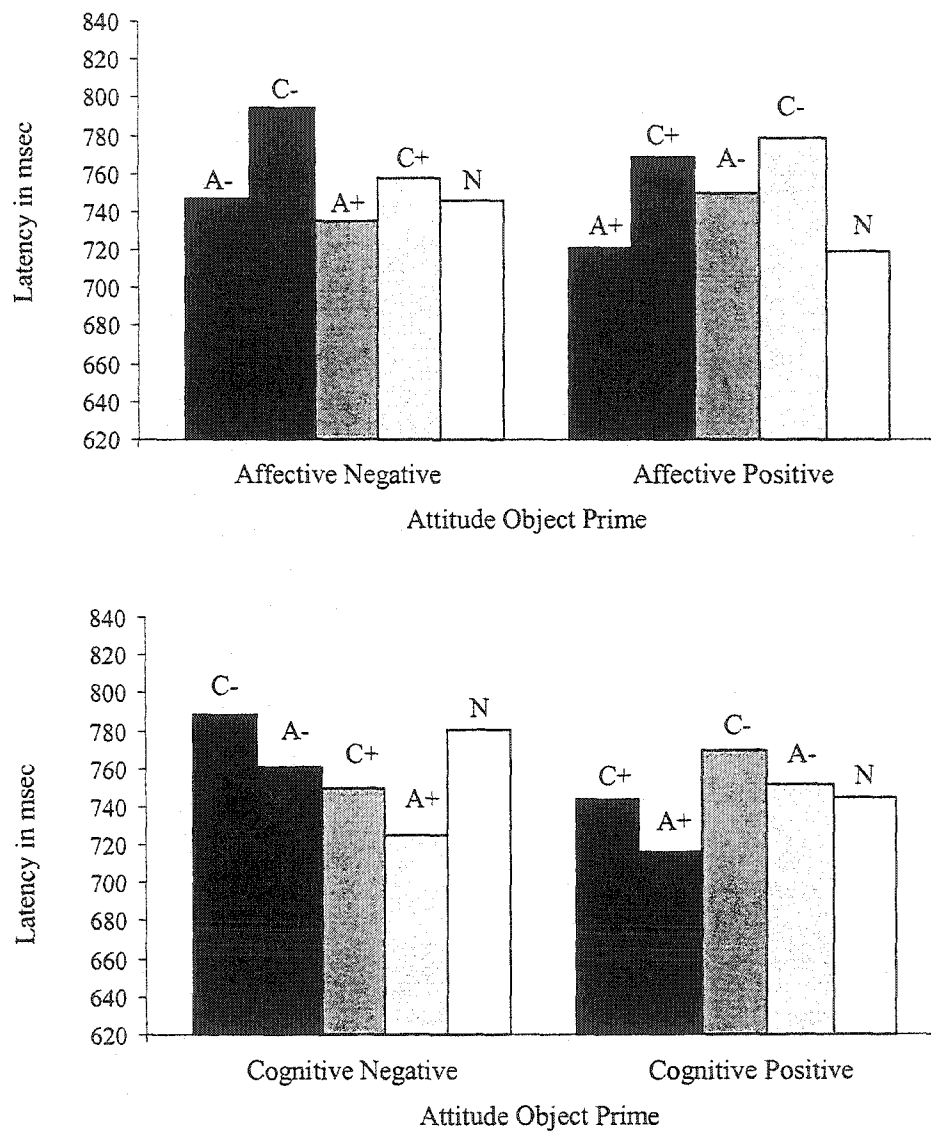 840
820
800
780
760
740
720
700
680
660
640
620
Latency in msec
A-
C-
A+
C+
N
A+
C+
A-
C-
N
Affective Negative
Affective Positive
Attitude Object Prime
840
820
800
780
760
740
720
700
680
660
640
620
Latency in msec
C-
A-
C+
A+
N
C+
A+
C-
A-
N
Cognitive Negative
Cognitive Positive
Attitude Object Prime